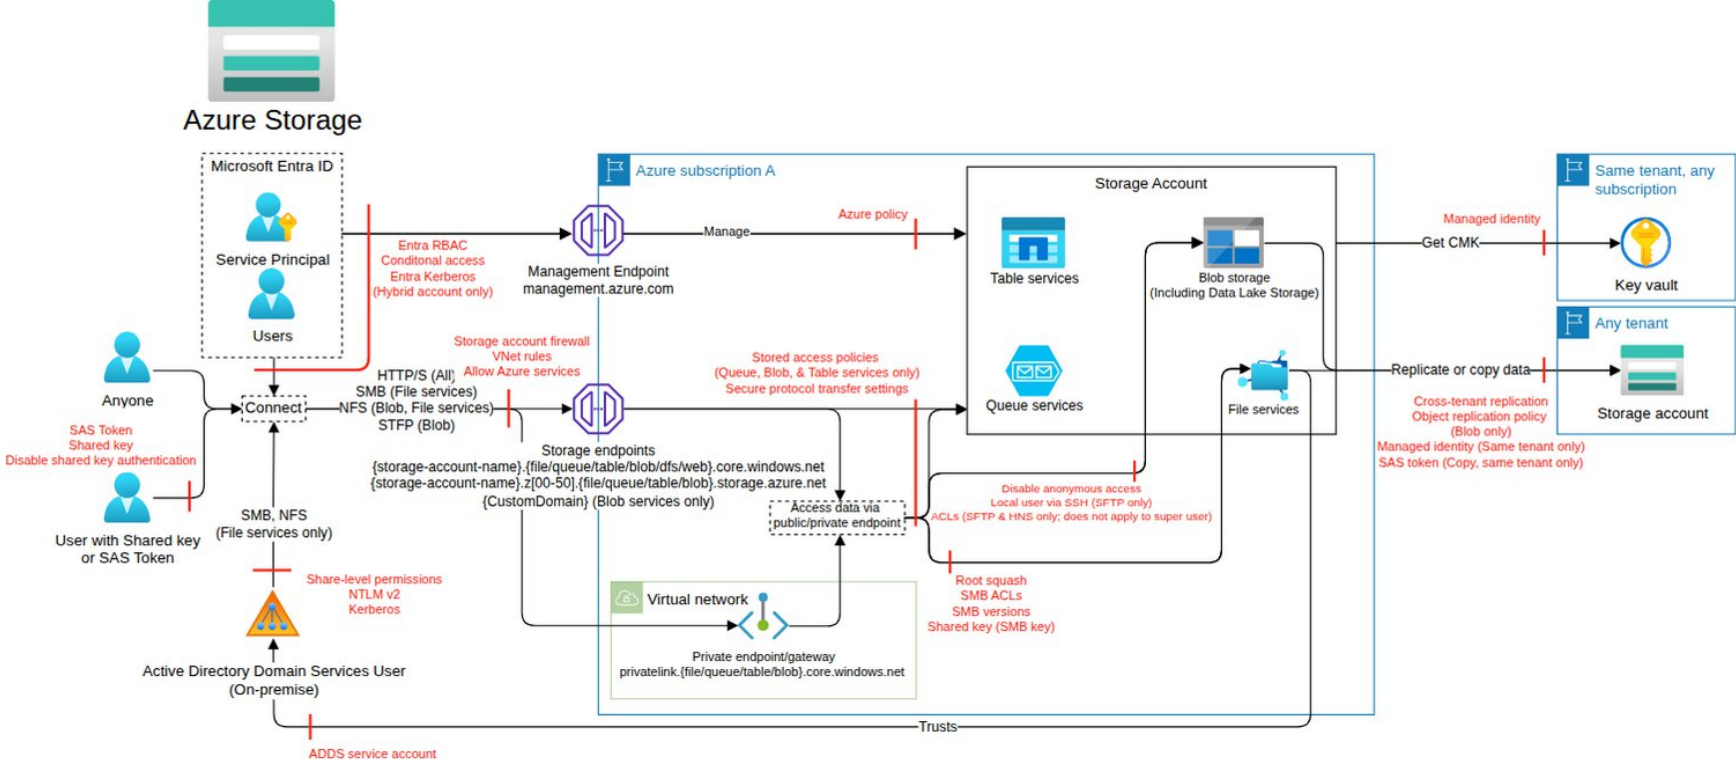 Azure Storage
Microsoft Entra ID
Service Principal
Users
Anyone
SAS Token
Shared key
Disable shared key authentication
User with Shared key
or SAS Token
Connect
SMB, NFS
(File services only)
Share-level permissions
NTLM v2
Kerberos
Active Directory Domain Services User
(On-premise)
ADDS service account
Trusts
Entra RBAC
Conditonal access
Entra Kerberos
(Hybrid account only)
HTTP/S (All)
SMB (File services)
NFS (Blob, File services)
STFP (Blob)
Storage account firewall
VNet rules
Allow Azure services
Azure subscription A
Management Endpoint
management.azure.com
Manage
Azure policy
Storage endpoints
{storage-account-name}.{file/queue/table/blob/dfs/web}.core.windows.net
{storage-account-name}.z[00-50].{file/queue/table/blob}.storage.azure.net
{CustomDomain} (Blob services only)
Stored access policies
(Queue, Blob, & Table services only)
Secure protocol transfer settings
Access data via
public/private endpoint
Virtual network
Private endpoint/gateway
privatelink.{file/queue/table/blob}.core.windows.net
Storage Account
Table services
Blob storage
(Including Data Lake Storage)
Queue services
File services
Disable anonymous access
Local user via SSH (SFTP only)
ACLs (SFTP & HNS only; does not apply to super user)
Root squash
SMB ACLs
SMB versions
Shared key (SMB key)
Get CMK
Managed identity
Same tenant, any
subscription
Key vault
Any tenant
Storage account
Replicate or copy data
Cross-tenant replication
Object replication policy
(Blob only)
Managed identity (Same tenant only)
SAS token (Copy, same tenant only)